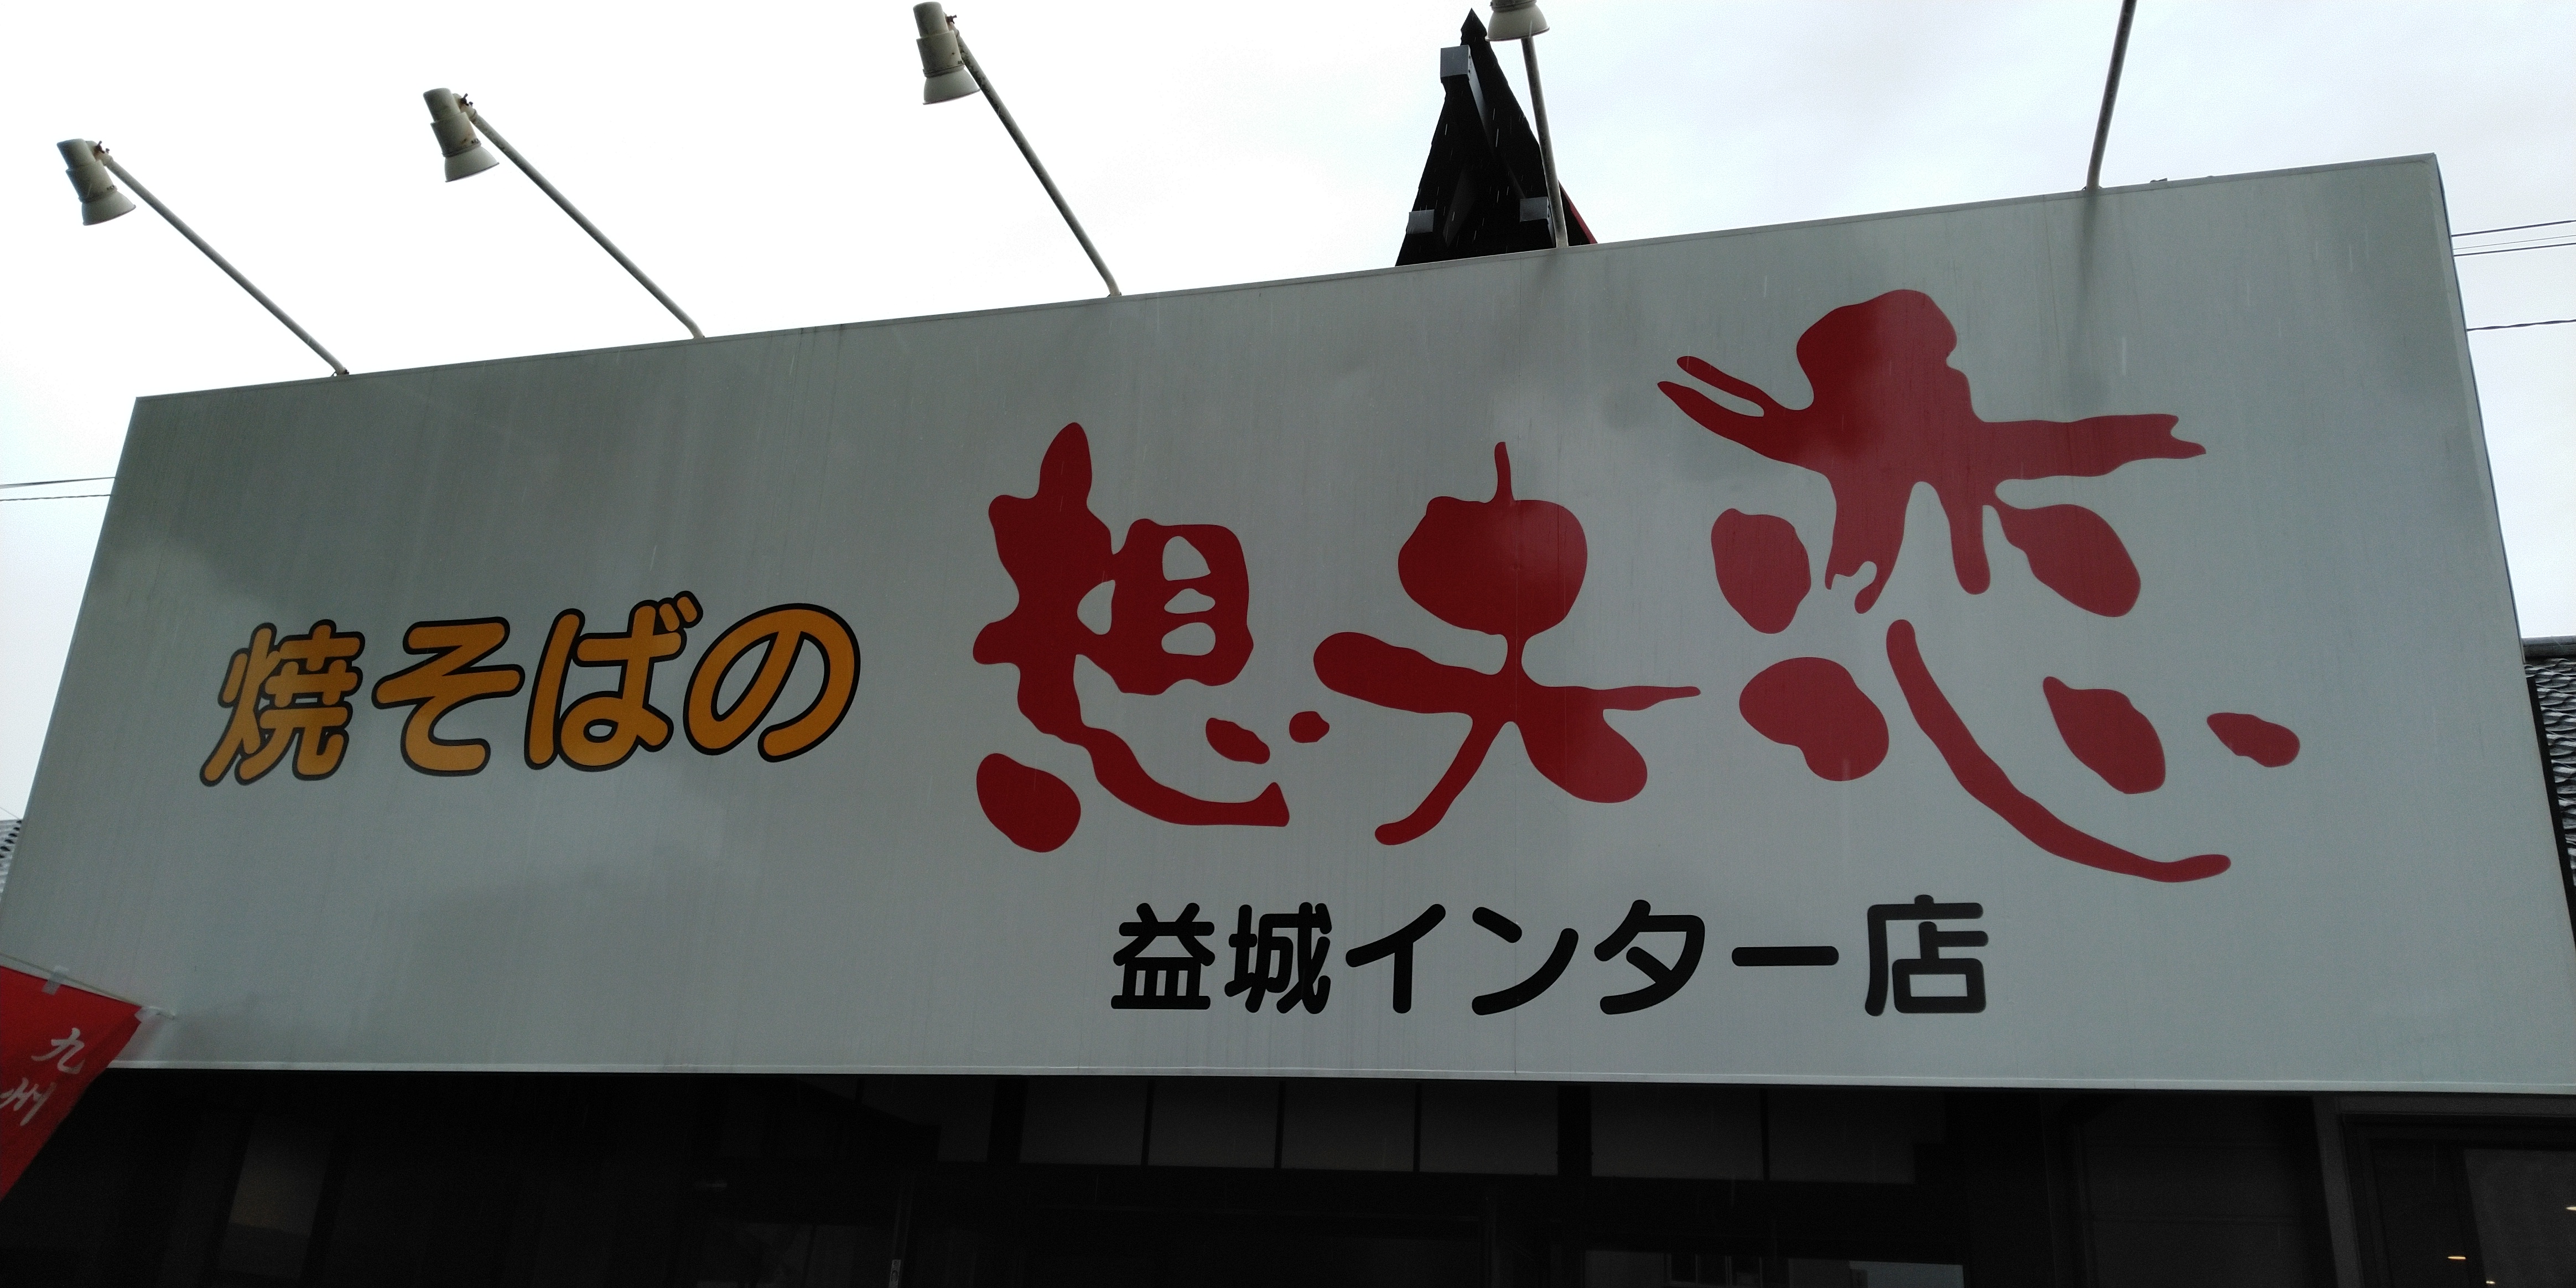 焼そばの 想夫恋
益城インター店
九州